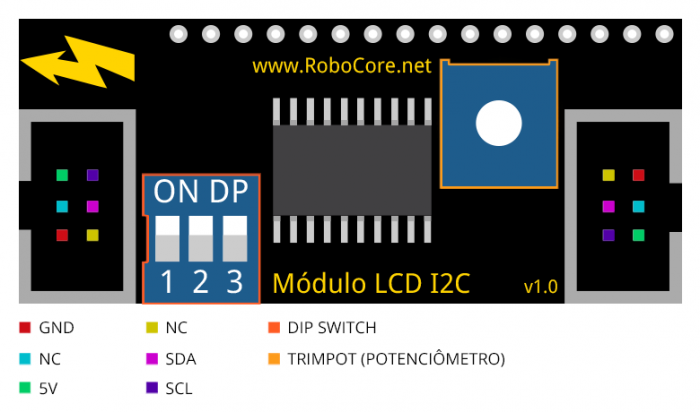 www.RoboCore.net
ON DP
1 2 3
Módulo LCD I2C
v1.0
GND
NC
DIP SWITCH
NC
SDA
TRIMPOT (POTENCIÔMETRO)
5V
SCL